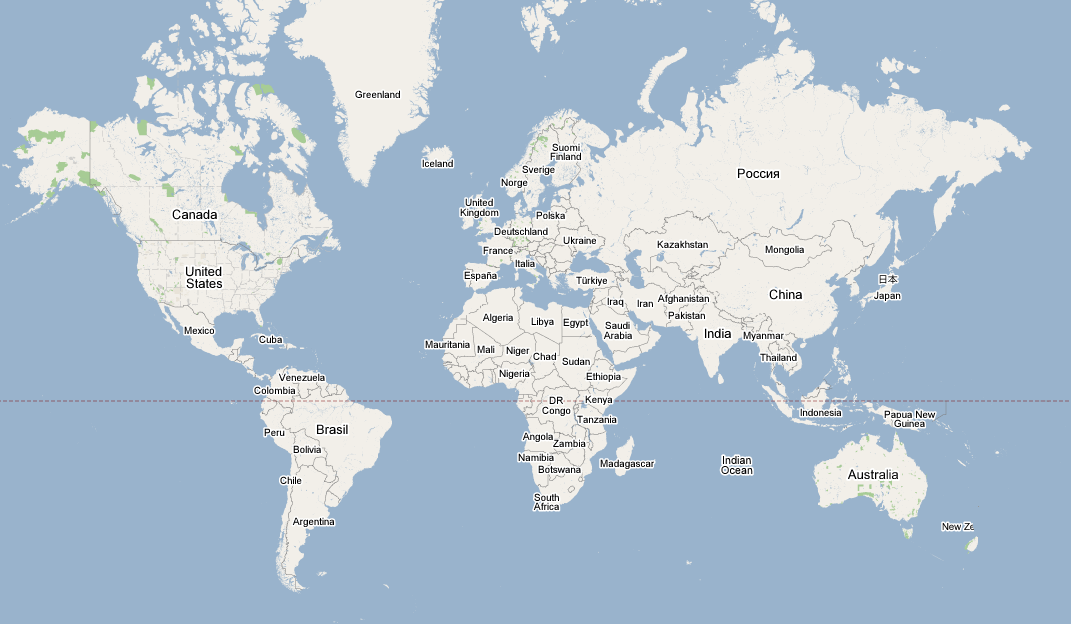 Greenland
Iceland
Suomi
Finland
Sverige
Norge
Россия
Canada
United
Kingdom
Polska
Deutschland
Ukraine
France
Kazakhstan
Mongolia
Italia
United
States
España
Türkiye
日本
Japan
China
Iraq
Iran
Afghanistan
Pakistan
Algeria
Libya
Egypt
Saudi
Arabia
India
Myanmar
Mexico
Cuba
Mauritania
Mali
Niger
Chad
Sudan
Thailand
Venezuela
Nigeria
Ethiopia
Colombia
DR
Congo
Kenya
Indonesia
Papua New
Guinea
Tanzania
Peru
Brasil
Angola
Zambia
Bolivia
Namibia
Botswana
Madagascar
Indian
Ocean
Chile
Australia
South
Africa
Argentina
New Ze